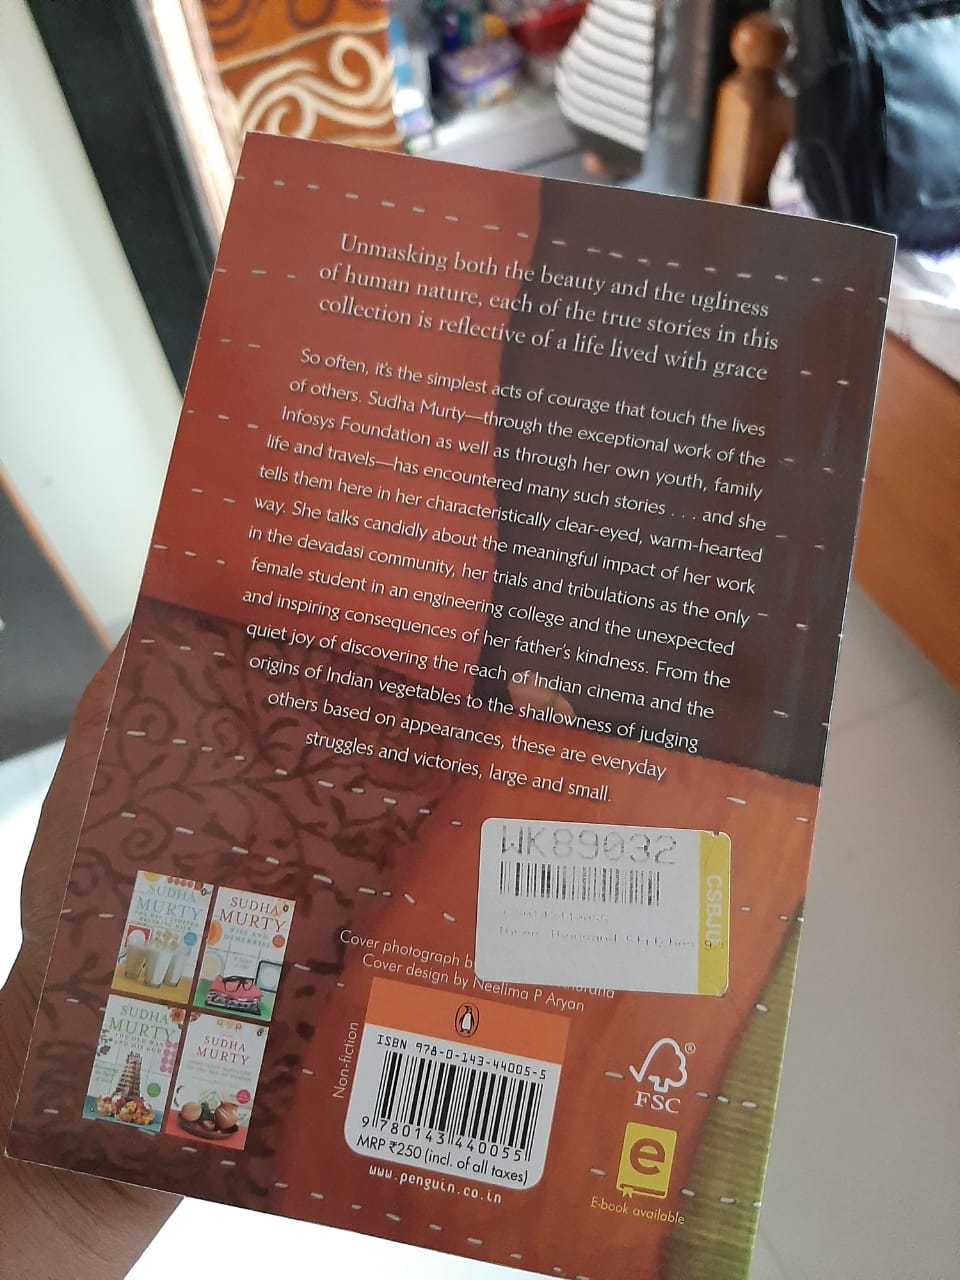 Unmasking both the beauty and the ugliness
of human nature, each of the true stories in this
collection is reflective of a life lived with grace
So often, it's the simplest acts of courage that touch the lives
of others. Sudha Murty—through the exceptional work of the
Infosys Foundation as well as through her own youth, family
life and travels—has encountered many such stories . . . and she
tells them here in her characteristically clear-eyed, warm-hearted
way. She talks candidly about the meaningful impact of her work
in the devadasi community, her trials and tribulations as the only
female student in an engineering college and the unexpected
and inspiring consequences of her father's kindness. From the
quiet joy of discovering the reach of Indian cinema and the
origins of Indian vegetables to the shallowness of judging
others based on appearances, these are everyday
struggles and victories, large and small.
WK89032
CSBJU
SUDHA
MURTY
SUDHA
MURTY
WISE AND
OTHERWISE
SUDHA
MURTY
THE OLD MAN
AND HIS GOD
SUDHA
MURTY
Cover photograph
Cover design by Neelima P Aryan
Non-fiction
ISBN 978-0-143-44005-5
9 780143 440055
MRP ₹250 (incl. of all taxes)
www.penguin.co.in
®
FSC
e
E-book available